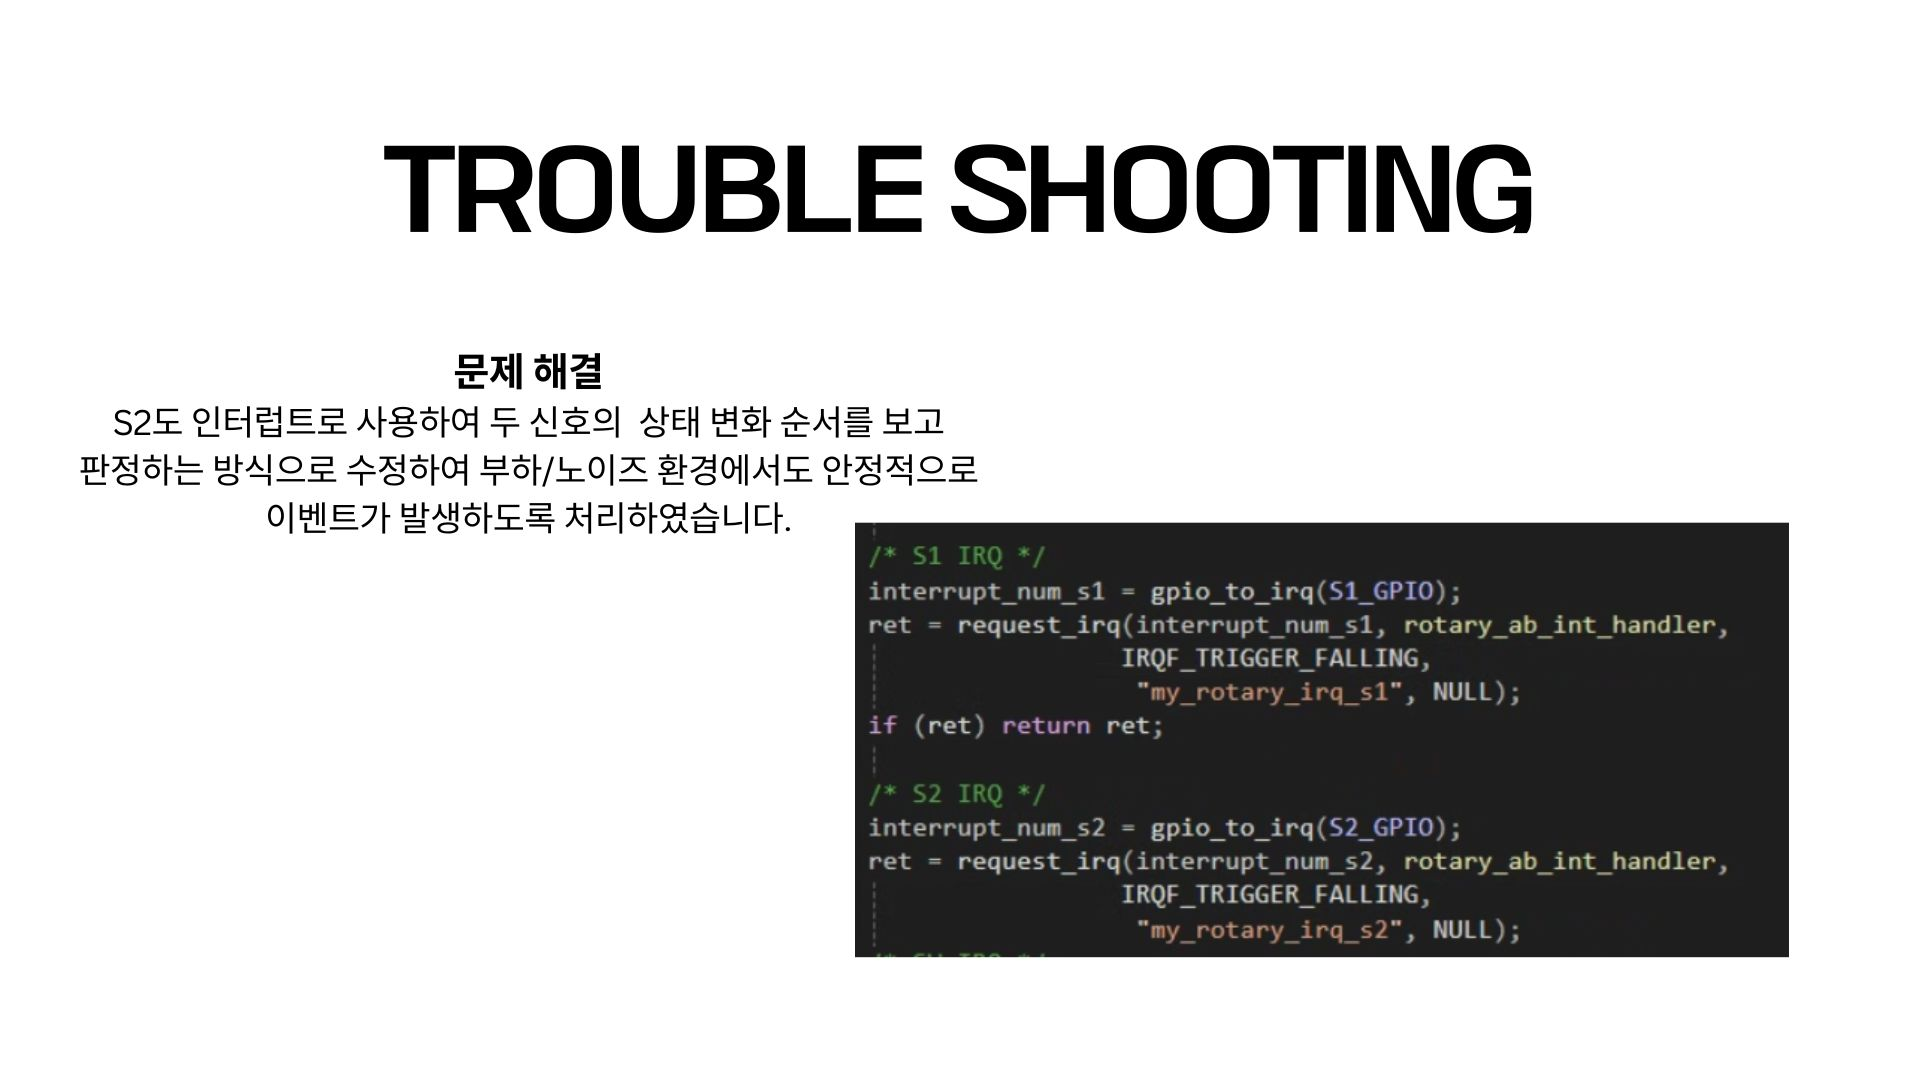 TROUBLE SHOOTING
문제 해결
S2도 인터럽트로 사용하여 두 신호의 상태 변화 순서를 보고
판정하는 방식으로 수정하여 부하/노이즈 환경에서도 안정적으로
이벤트가 발생하도록 처리하였습니다.
/* S1 IRQ */
interrupt_num_s1 = gpio_to_irq(S1_GPIO);
ret = request_irq(interrupt_num_s1, rotary_ab_int_handler,
IRQF_TRIGGER_FALLING,
"my_rotary_irq_s1", NULL);
if (ret) return ret;
/* S2 IRQ */
interrupt_num_s2 = gpio_to_irq(S2_GPIO);
ret = request_irq(interrupt_num_s2, rotary_ab_int_handler,
IRQF_TRIGGER_FALLING,
"my_rotary_irq_s2", NULL);